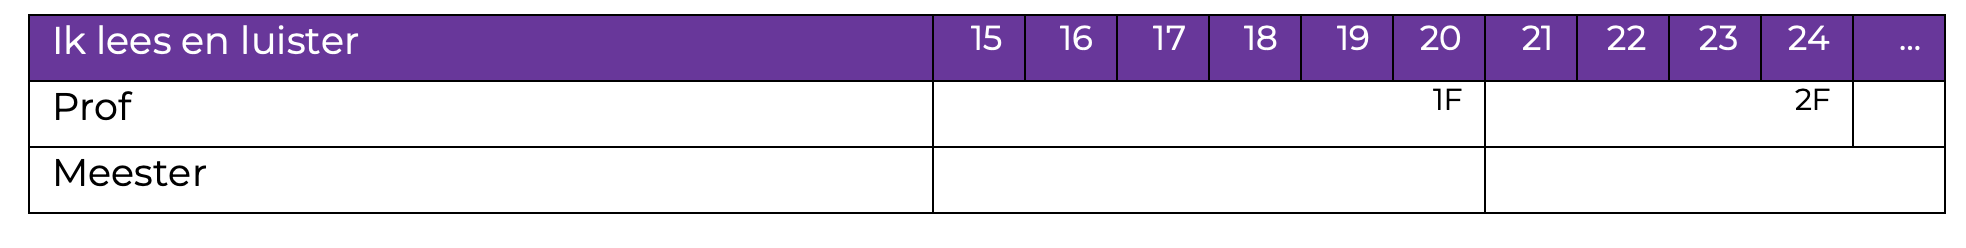 Ik lees en luister 15 16 17 18 19 20 21 22 23 24 ...
Prof 1F 2F
Meester